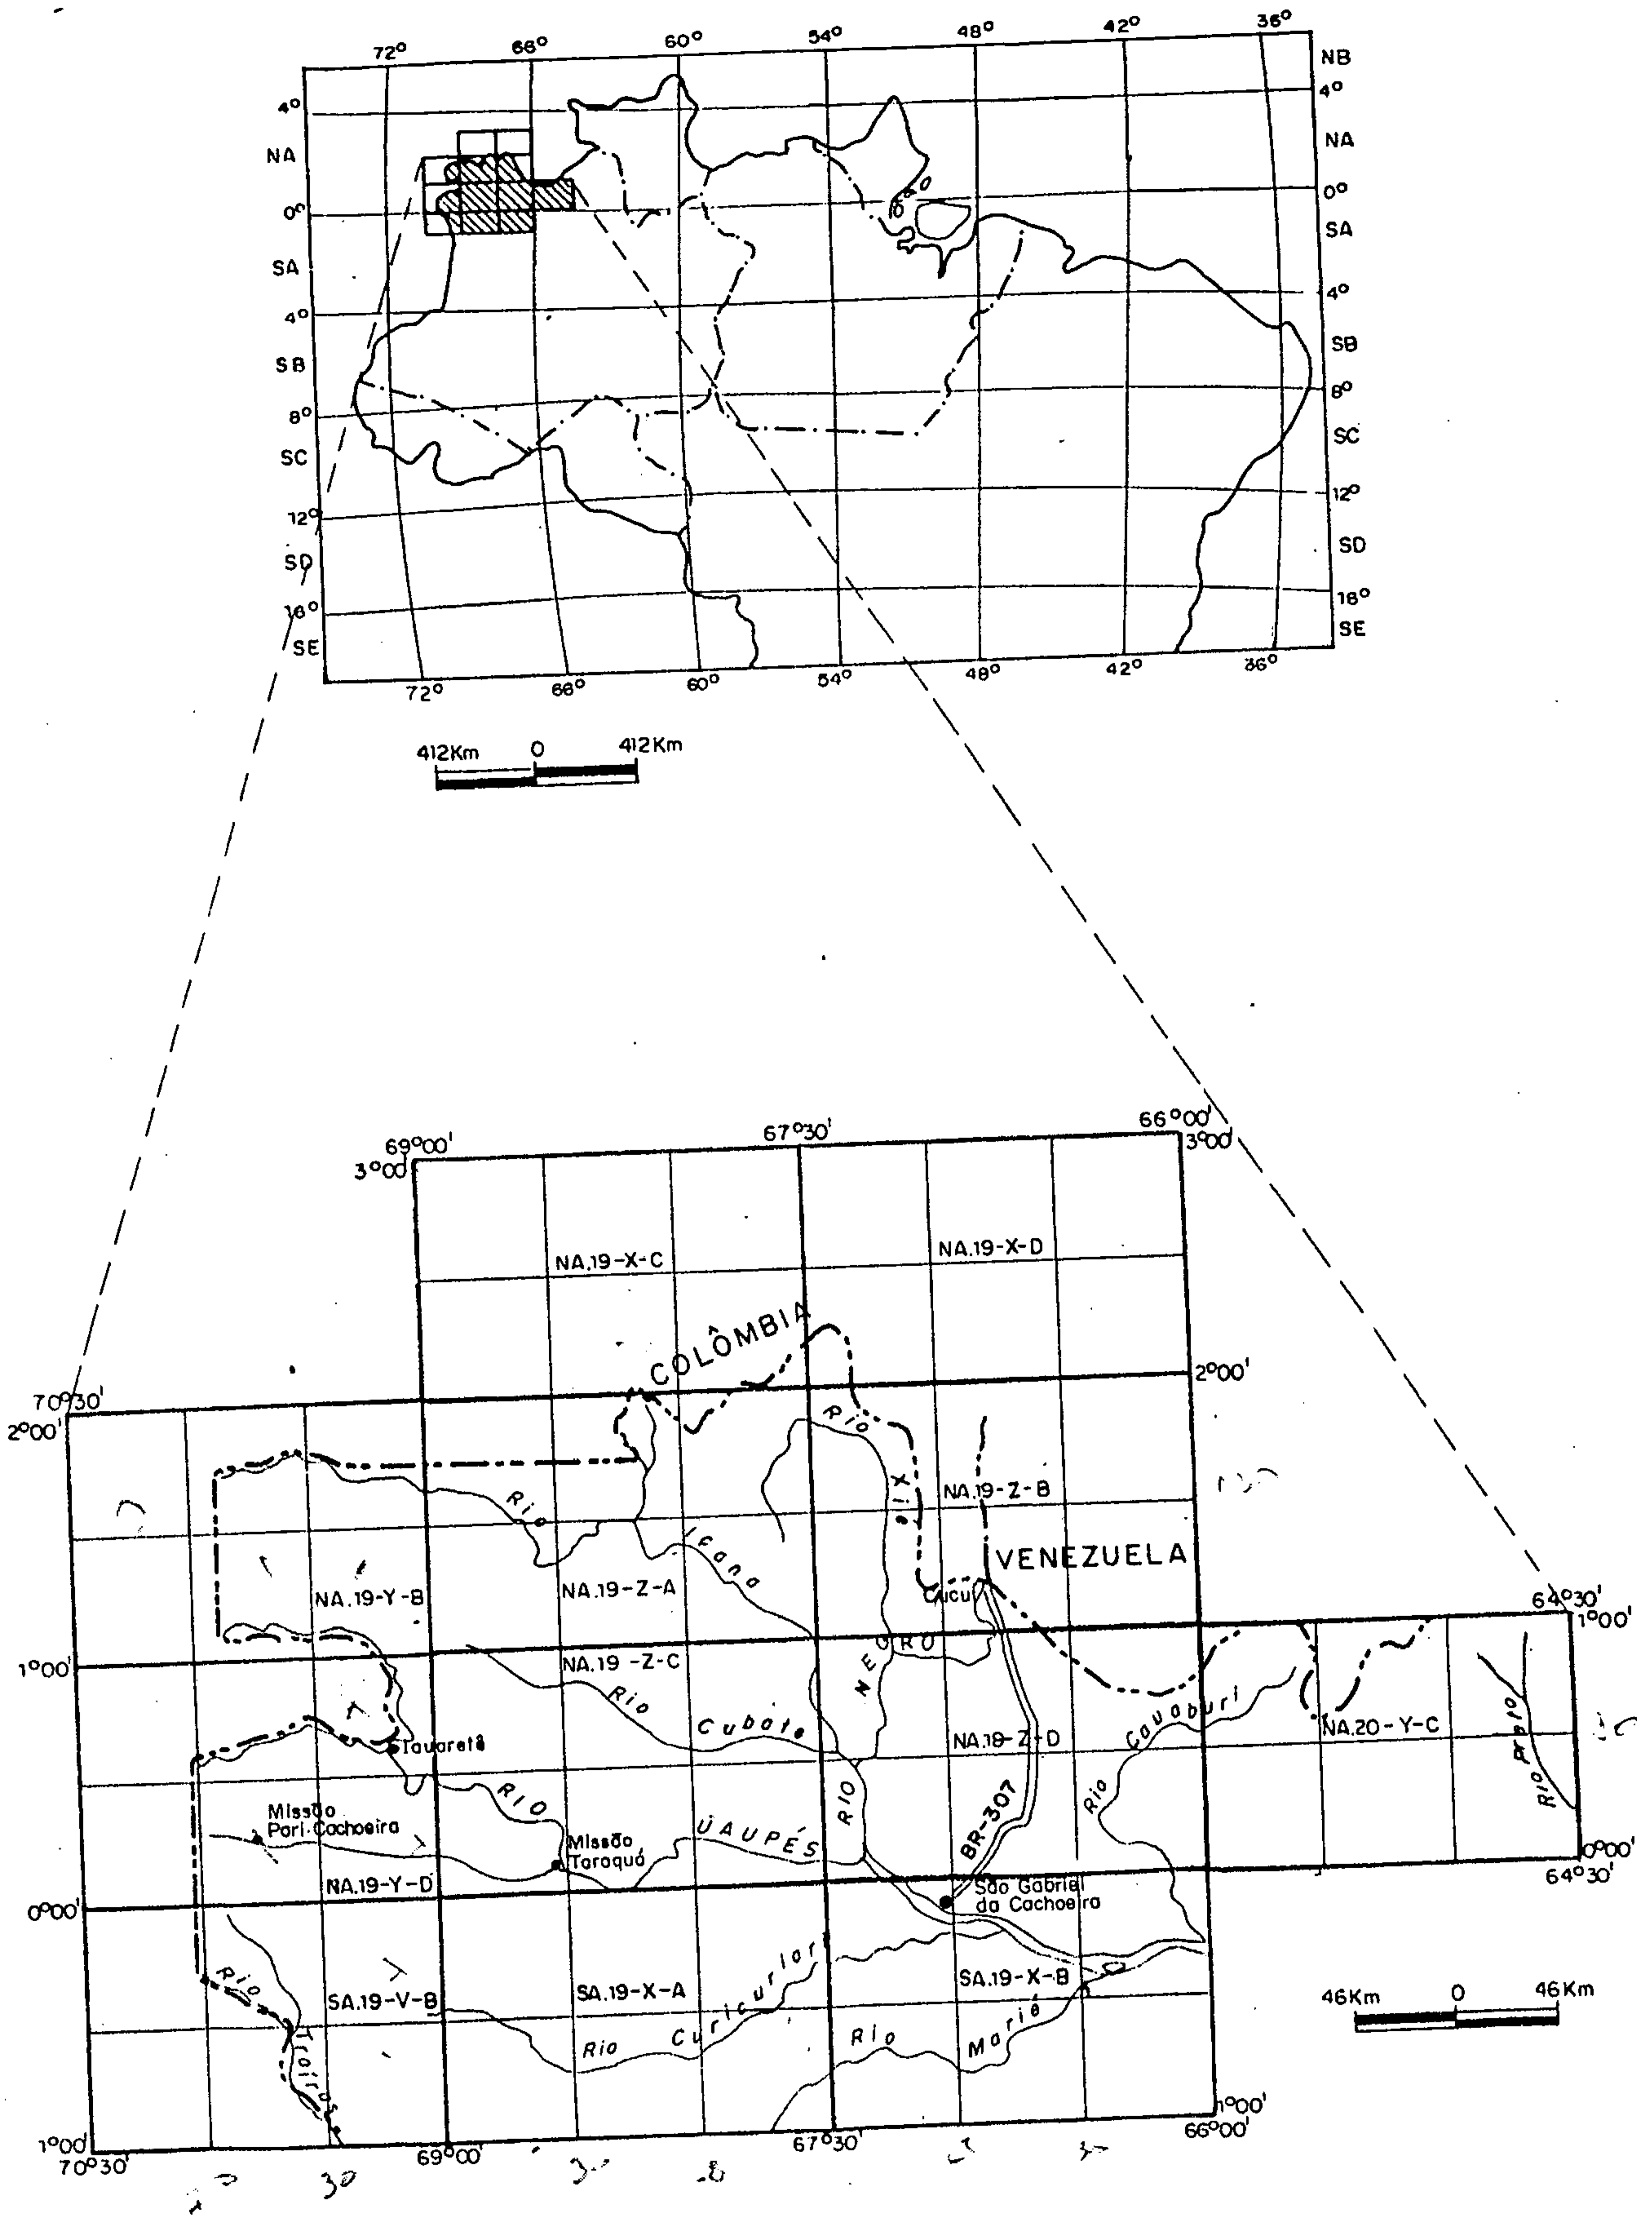 72° 66° 60° 54° 48° 42° 36°
NB
4° 4°
NA NA
0° 0°
SA SA
4° 4°
SB SB
8° 8°
SC SC
12° 12°
SD SD
16° 16°
SE SE
72° 66° 60° 54° 48° 42° 36°
412Km 0 412Km
69°00' 67°30' 66°00'
3°00' 3°00'
NA.19-X-C NA.19-X-D
COLÔMBIA
70°30' 2°00'
2°00'
Rio Xié
NA.19-Z-B
Rio Içana
VENEZUELA
NA.19-Y-B NA.19-Z-A
Cucuí
64°30'
1°00' 1°00'
NA.19-Z-C
RIO NEGRO
Rio Cubate
NA.19-Z-D
Rio Cauaburi
NA.20-Y-C
Rio Preto
Iauaretê
RIO UAUPÉS
BR-307
Missão
Pari-Cachoeira
Missão
Taraquá
NA.19-Y-D
0°00' 0°00'
64°30'
São Gabriel
da Cachoeira
Rio Traíra
SA.19-V-B SA.19-X-A SA.19-X-B
Rio Curicuriari
Rio Marié
46Km 0 46Km
1°00' 1°00'
70°30' 69°00' 67°30' 66°00'
30